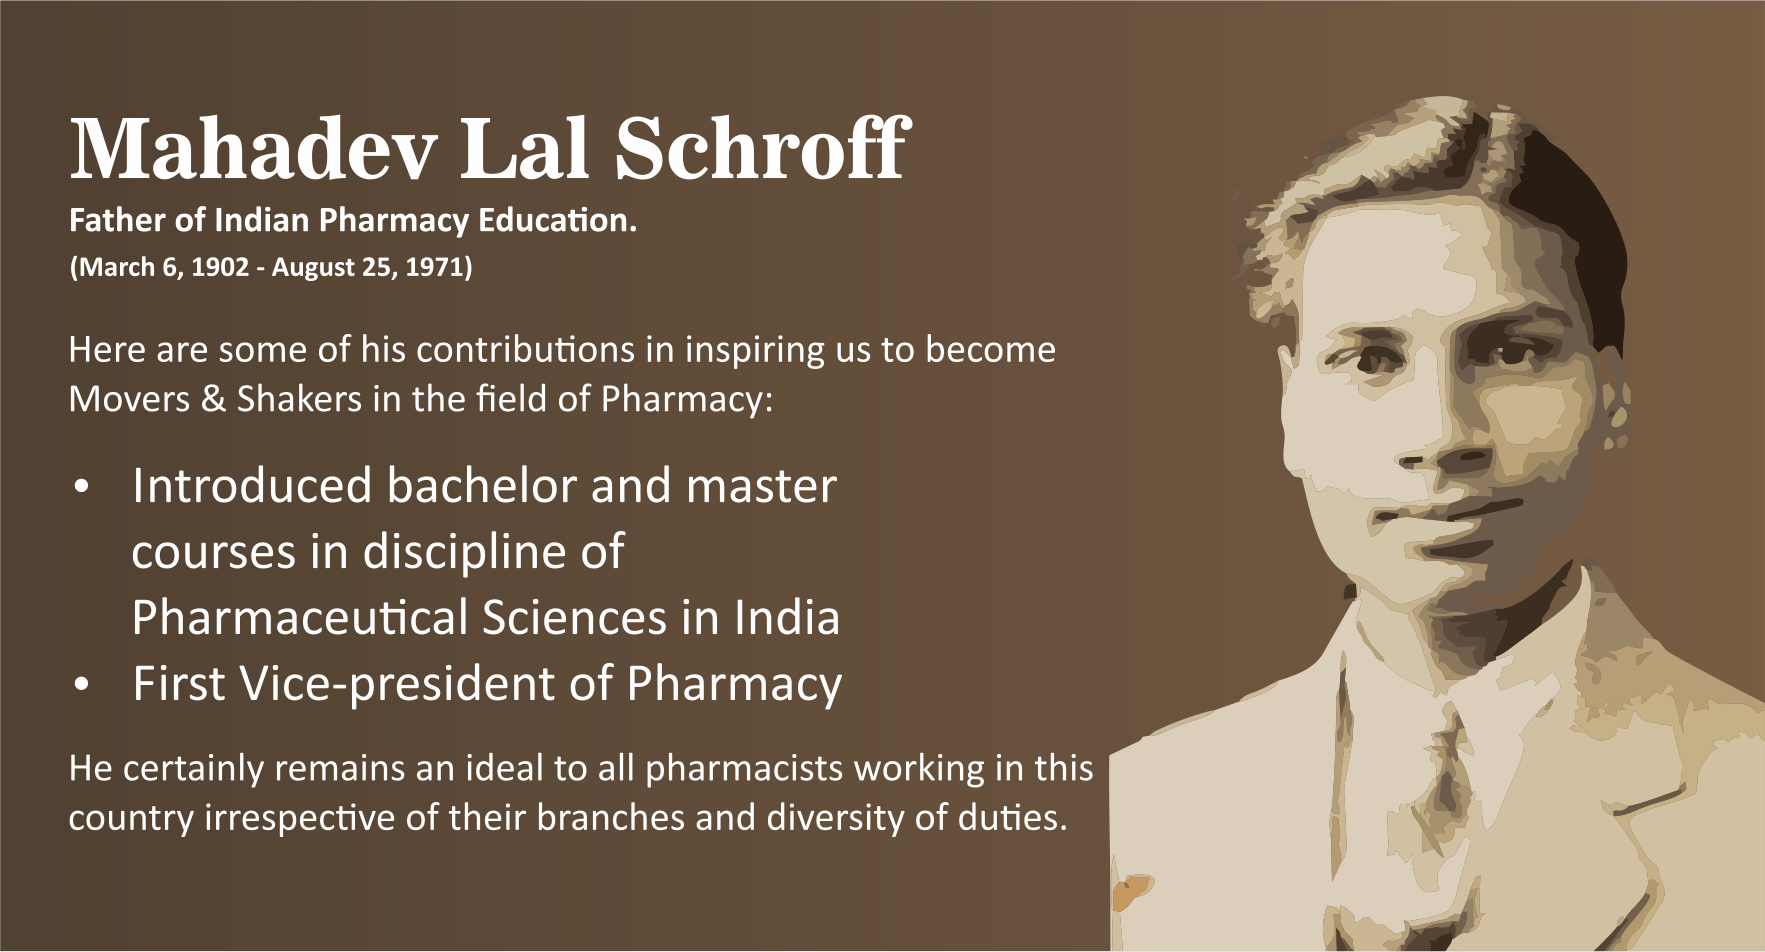 Mahadev Lal Schroff
Father of Indian Pharmacy Education.
(March 6, 1902 - August 25, 1971)
Here are some of his contributions in inspiring us to become
Movers & Shakers in the field of Pharmacy:
• Introduced bachelor and master
courses in discipline of
Pharmaceutical Sciences in India
• First Vice-president of Pharmacy
He certainly remains an ideal to all pharmacists working in this
country irrespective of their branches and diversity of duties.